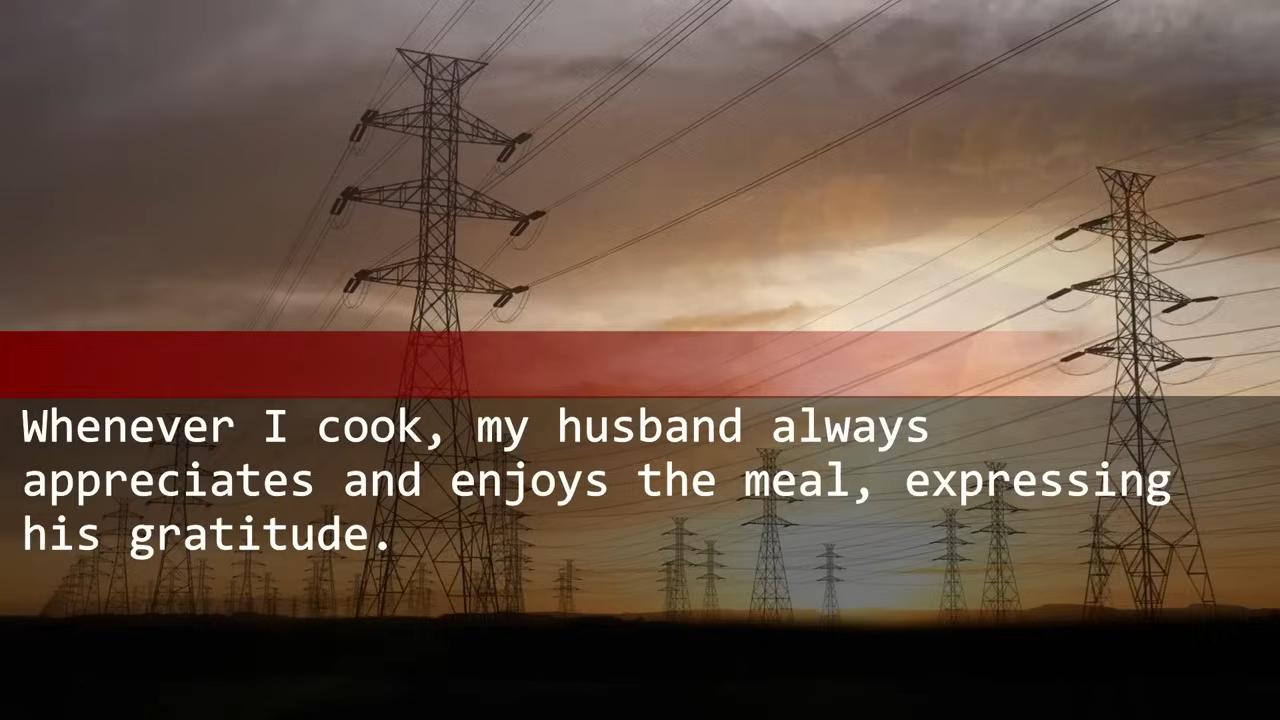 Whenever I cook, my husband always
appreciates and enjoys the meal, expressing
his gratitude.